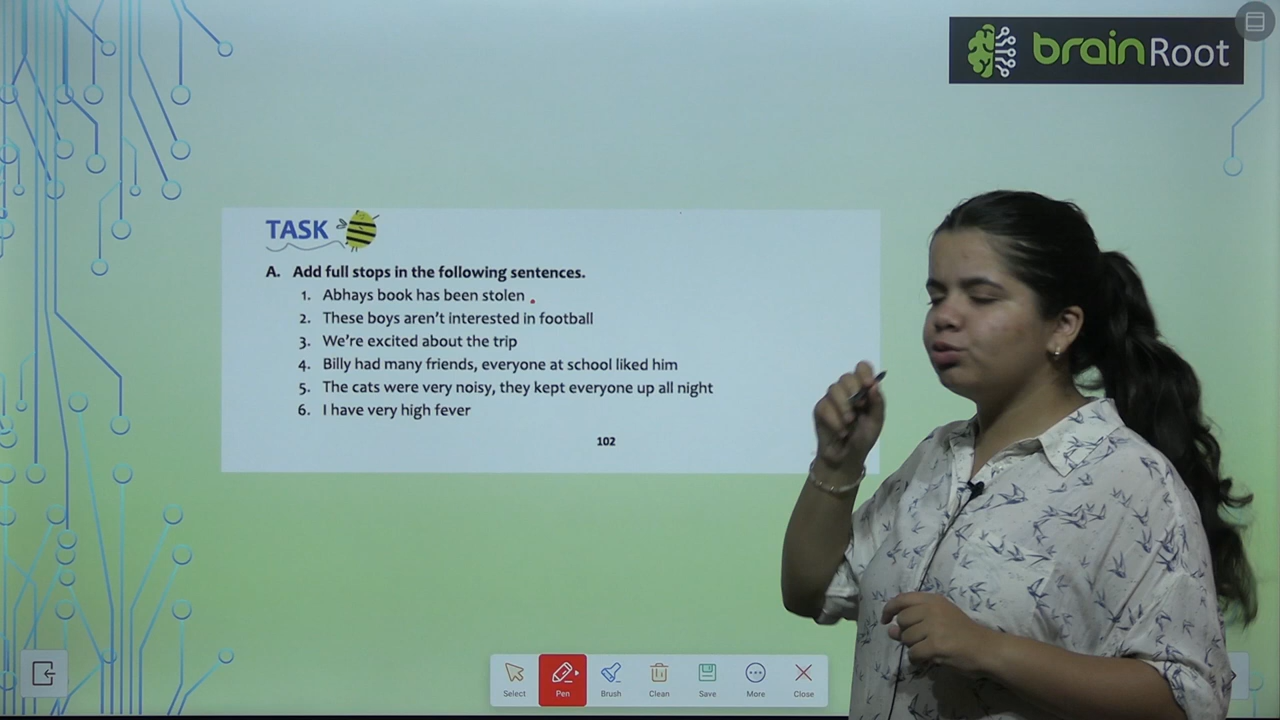 brainRoot
TASK
A. Add full stops in the following sentences.
1. Abhays book has been stolen .
2. These boys aren't interested in football
3. We're excited about the trip
4. Billy had many friends, everyone at school liked him
5. The cats were very noisy, they kept everyone up all night
6. I have very high fever
102
Select Pen Brush Clean Save More Close